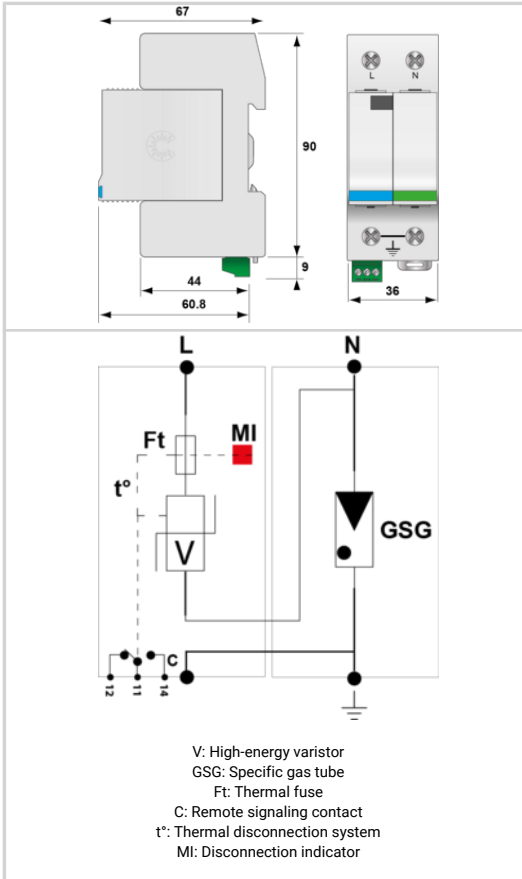 67
L N
90
9
44
60.8
36
L N
Ft MI
t°
V
GSG
C
12 11 14
V: High-energy varistor
GSG: Specific gas tube
Ft: Thermal fuse
C: Remote signaling contact
t°: Thermal disconnection system
MI: Disconnection indicator